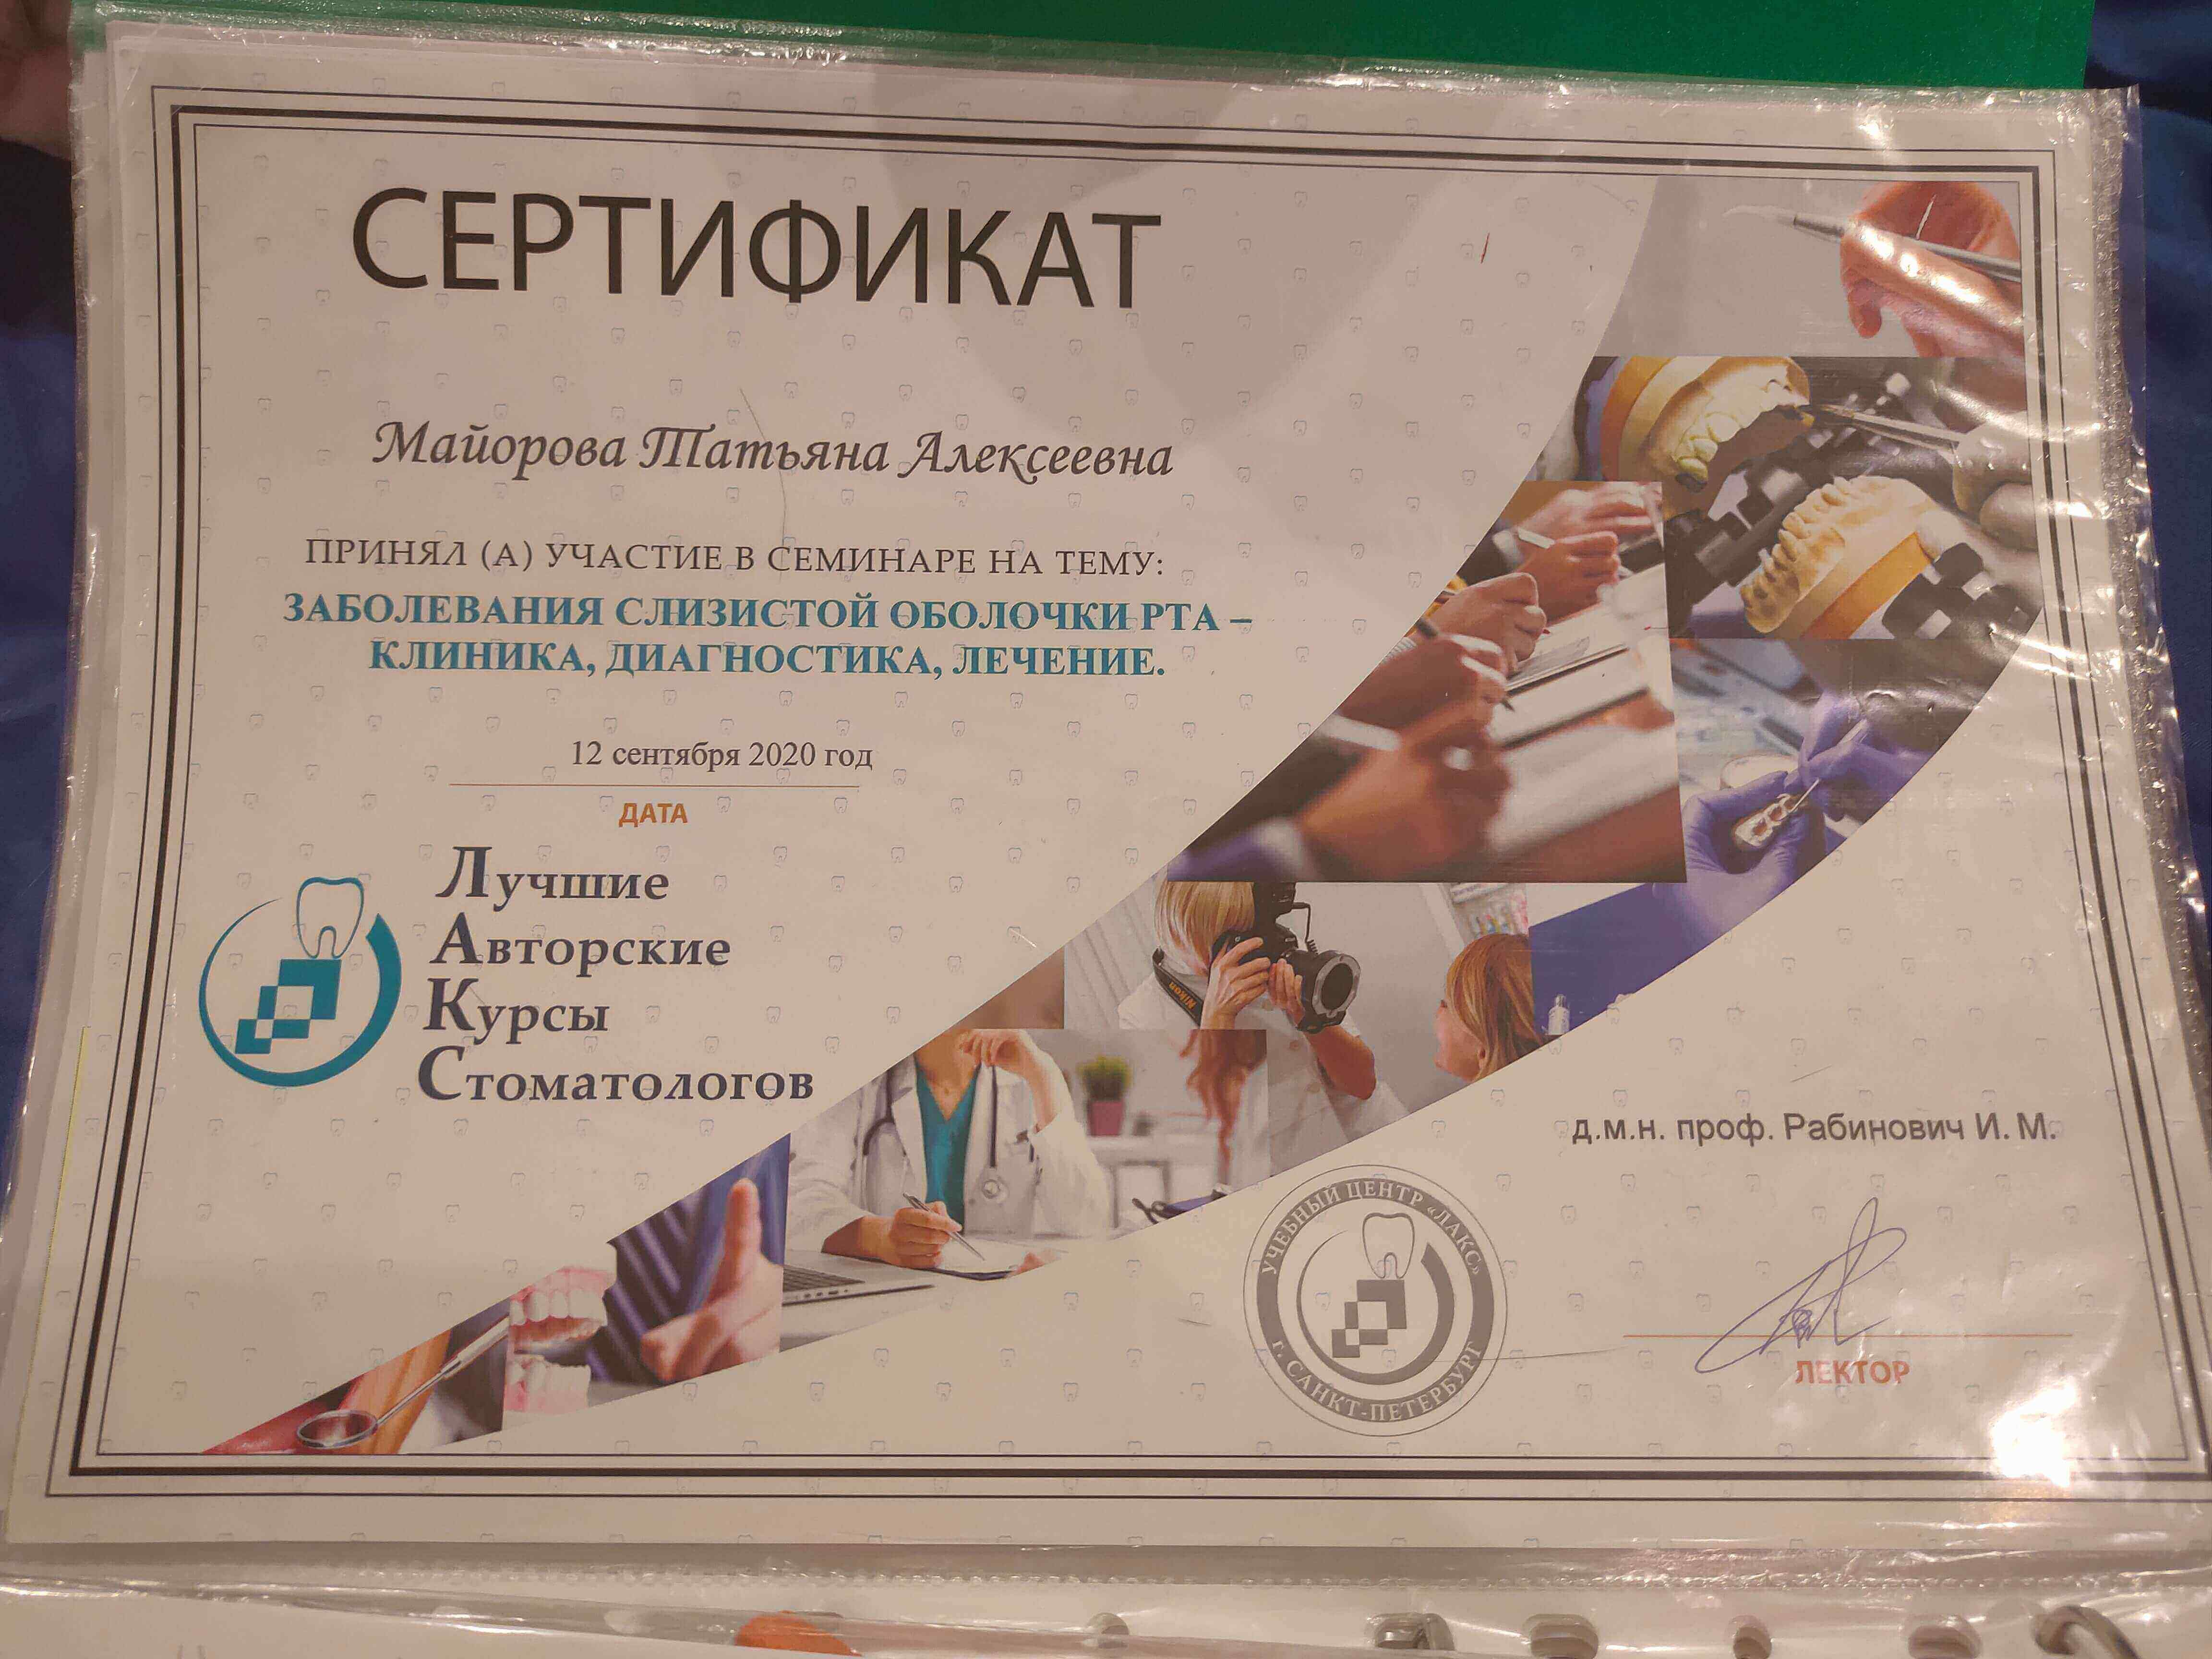 СЕРТИФИКАТ
Майорова Татьяна Алексеевна
ПРИНЯЛ (А) УЧАСТИЕ В СЕМИНАРЕ НА ТЕМУ:
ЗАБОЛЕВАНИЯ СЛИЗИСТОЙ ОБОЛОЧКИ РТА –
КЛИНИКА, ДИАГНОСТИКА, ЛЕЧЕНИЕ.
12 сентября 2020 год
ДАТА
Лучшие
Авторские
Курсы
Стоматологов
Nikon
д.м.н. проф. Рабинович И. М.
УЧЕБНЫЙ ЦЕНТР «ЛАКС»
г. САНКТ-ПЕТЕРБУРГ
ЛЕКТОР